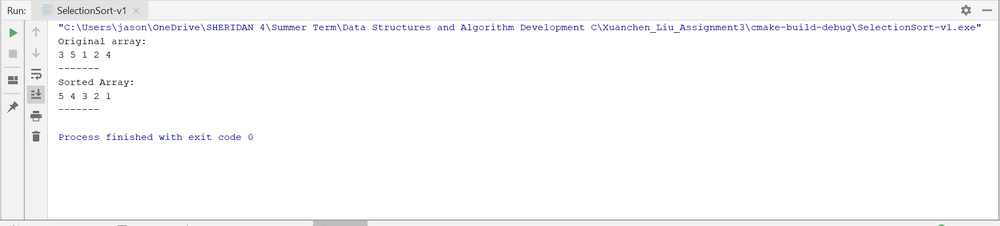 Run: SelectionSort-v1
"C:\Users\jason\OneDrive\SHERIDAN 4\Summer Term\Data Structures and Algorithm Development C\Xuanchen_Liu_Assignment3\cmake-build-debug\SelectionSort-v1.exe"
Original array:
3 5 1 2 4
-------
Sorted Array:
5 4 3 2 1
-------
Process finished with exit code 0